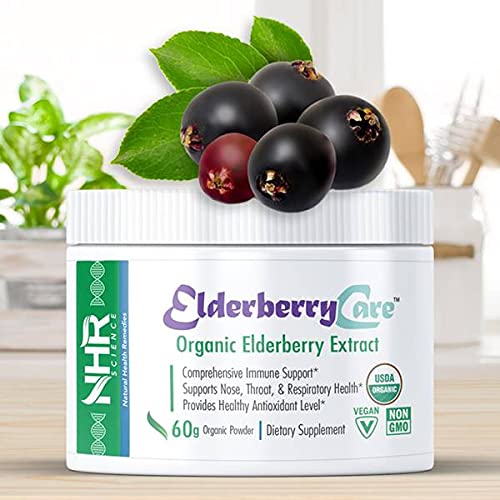 ElderberryCare™
Organic Elderberry Extract
Comprehensive Immune Support*
Supports Nose, Throat, & Respiratory Health*
Provides Healthy Antioxidant Level*
60g Organic Powder | Dietary Supplement
NHR
SCIENCE
Natural Health Remedies
USDA
ORGANIC
VEGAN
V
NON
GMO